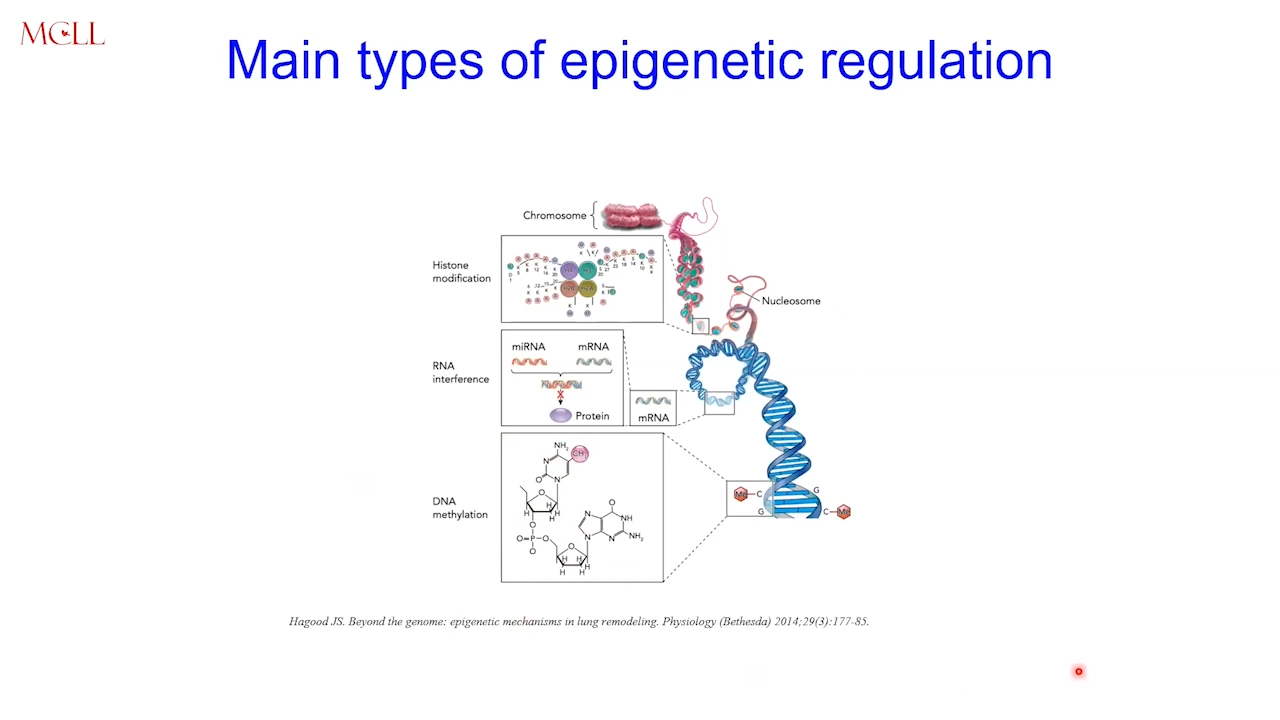 MCLL
Main types of epigenetic regulation
Chromosome
Histone
modification
Nucleosome
RNA
interference
miRNA mRNA
X
Protein
mRNA
DNA
methylation
NH₂
CH₃
N
O N
O
H H
H H
O
O P O
O
O
N NH
N N NH₂
O
H H
H H
Me C G
G C Me
Hagood JS. Beyond the genome: epigenetic mechanisms in lung remodeling. Physiology (Bethesda) 2014;29(3):177-85.